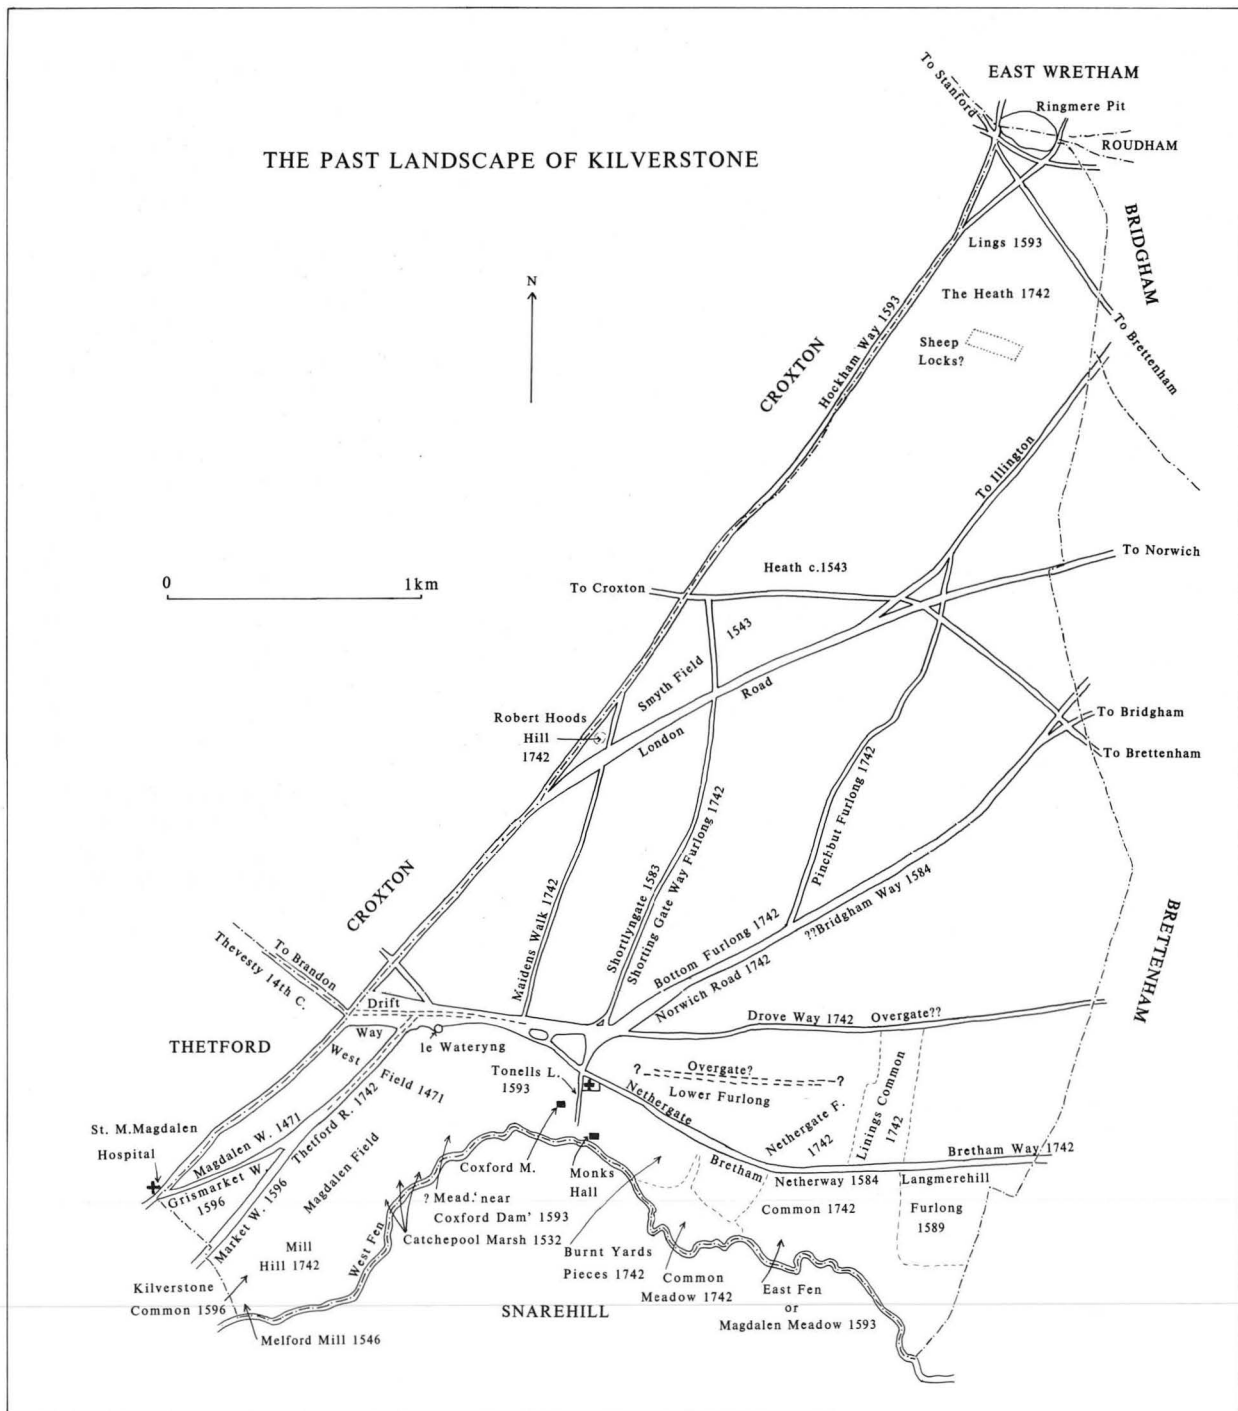 EAST WRETHAM
To Stanford
Ringmere Pit
THE PAST LANDSCAPE OF KILVERSTONE
ROUDHAM
BRIDGHAM
Lings 1593
N
The Heath 1742
Hockham Way 1593
Sheep
Locks?
To Brettenham
CROXTON
To Illington
To Norwich
Heath c.1543
0 1km
To Croxton
1543
Smyth Field
Road
London
Robert Hoods
Hill
1742
To Bridgham
To Brettenham
Pinchbut Furlong 1742
Shorting Gate Way Furlong 1742
Shortlyngate 1583
Maidens Walk 1742
CROXTON
??Bridgham Way 1584
Bottom Furlong 1742
Norwich Road 1742
BRETTENHAM
To Brandon
Thevesty 14th C.
Drift
Way
Drove Way 1742 Overgate??
THETFORD
le Wateryng
West
Field 1471
Tonells L.
1593
? Overgate? ?
Lower Furlong
Nethergate
Nethergate F.
1742
Linings Common
1742
St. M.Magdalen
Hospital
Magdalen W. 1471
Thetford R. 1742
Grismarket W.
1596
Market W. 1596
Magdalen Field
Coxford M.
Monks
Hall
Bretham
Bretham Way 1742
Netherway 1584
Common 1742
Langmerehill
Furlong
1589
? Mead. 'near
Coxford Dam' 1593
Catchepool Marsh 1532
West Fen
Mill
Hill 1742
Burnt Yards
Pieces 1742
Common
Meadow 1742
East Fen
or
Magdalen Meadow 1593
Kilverstone
Common 1596
SNAREHILL
Melford Mill 1546